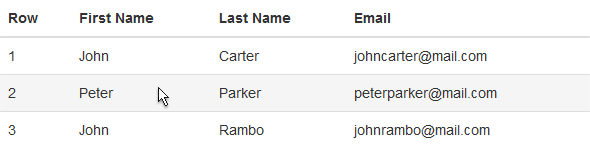 Row First Name Last Name Email
1 John Carter johncarter@mail.com
2 Peter Parker peterparker@mail.com
3 John Rambo johnrambo@mail.com